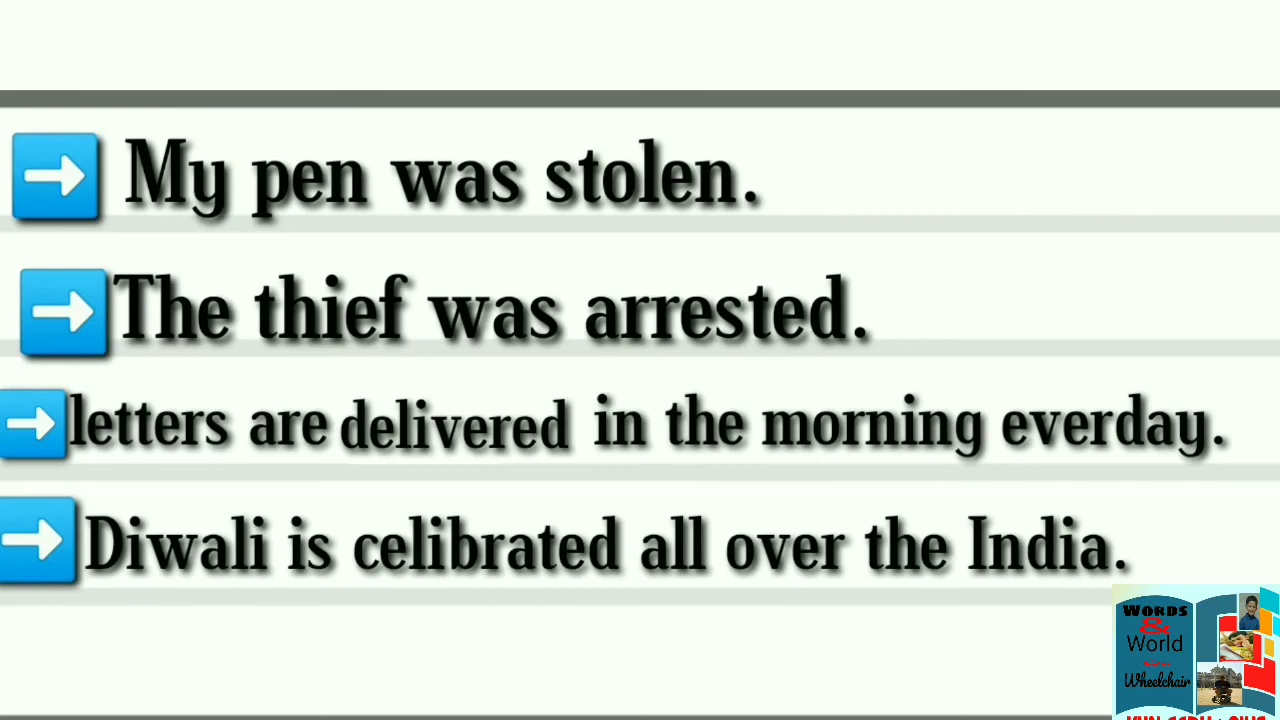 My pen was stolen.
The thief was arrested.
letters are delivered in the morning everday.
Diwali is celibrated all over the India.
Words
&
World
Wheelchair